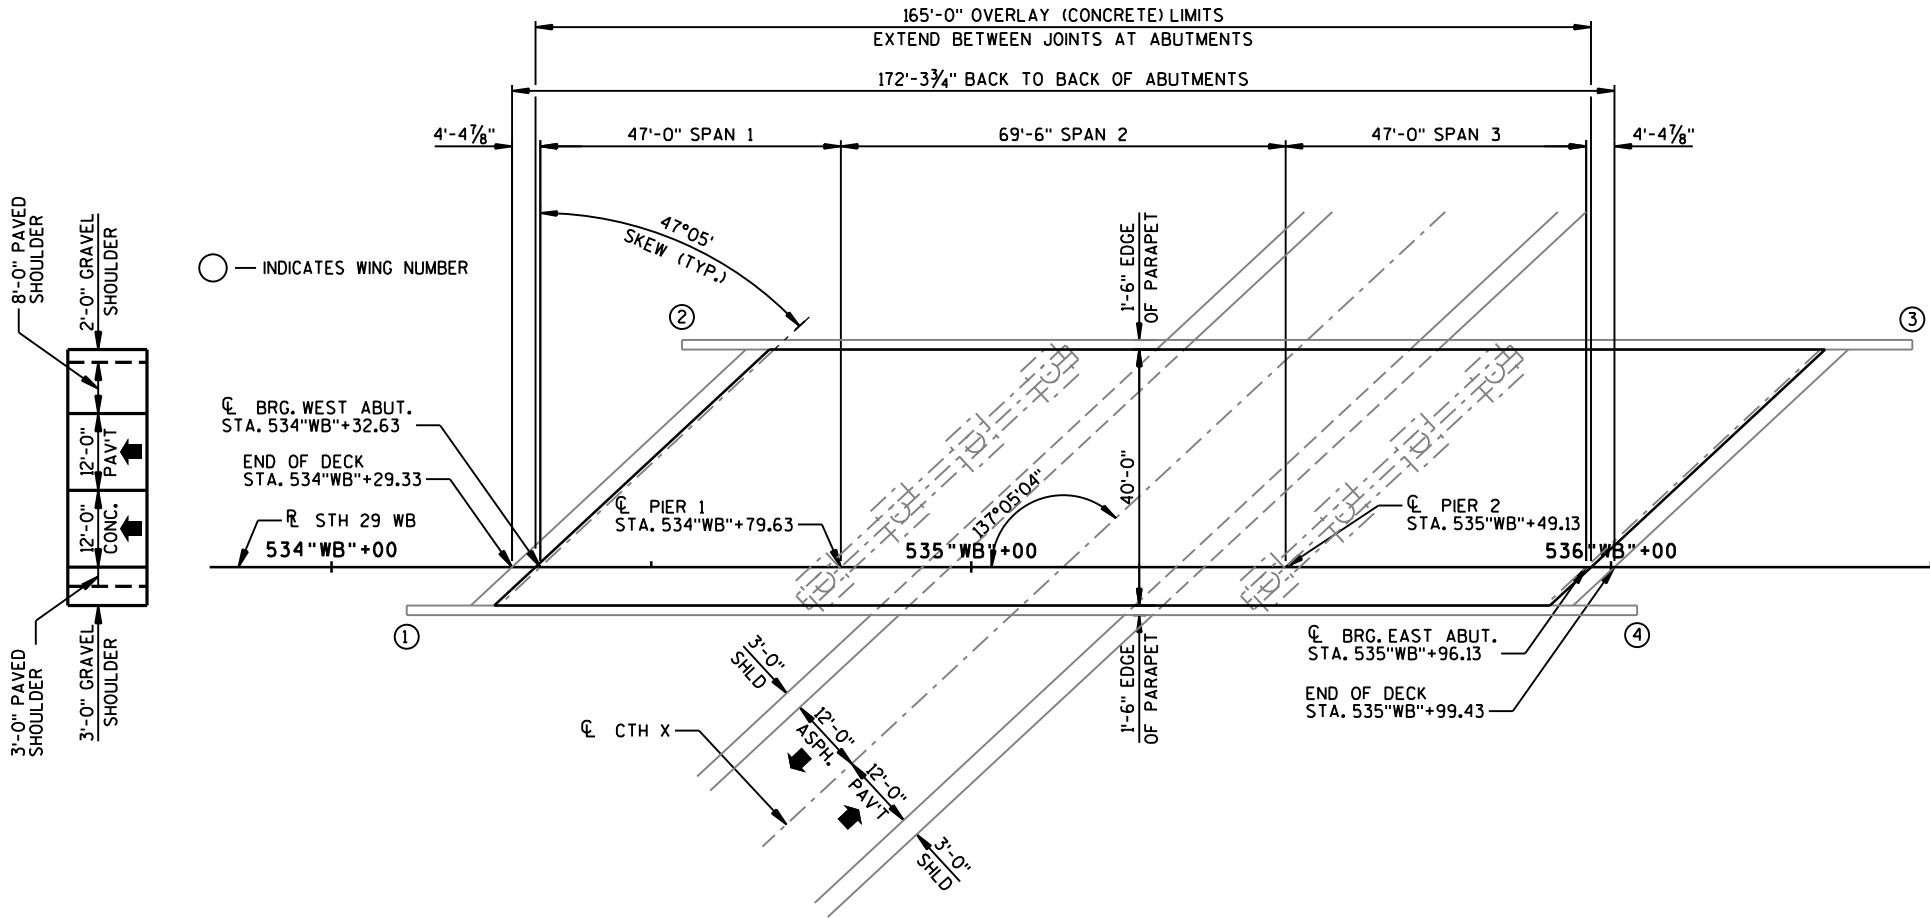 165'-0" OVERLAY (CONCRETE) LIMITS
EXTEND BETWEEN JOINTS AT ABUTMENTS
172'-3¾" BACK TO BACK OF ABUTMENTS
4'-4⅞"
47'-0" SPAN 1
69'-6" SPAN 2
47'-0" SPAN 3
4'-4⅞"
47°05'
SKEW (TYP.)
8'-0" PAVED
SHOULDER
2'-0" GRAVEL
SHOULDER
INDICATES WING NUMBER
1'-6" EDGE
OF PARAPET
2
3
℄ BRG. WEST ABUT.
STA. 534"WB"+32.63
END OF DECK
STA. 534"WB"+29.33
12'-0"
PAV'T
12'-0"
CONC.
℞ STH 29 WB
534"WB"+00
℄ PIER 1
STA. 534"WB"+79.63
535"WB"+00
137°05'04"
40'-0"
℄ PIER 2
STA. 535"WB"+49.13
536"WB"+00
1
4
3'-0" PAVED
SHOULDER
3'-0" GRAVEL
SHOULDER
3'-0"
SHLD
1'-6" EDGE
OF PARAPET
℄ BRG. EAST ABUT.
STA. 535"WB"+96.13
END OF DECK
STA. 535"WB"+99.43
℄ CTH X
12'-0"
ASPH.
12'-0"
PAV'T
3'-0"
SHLD